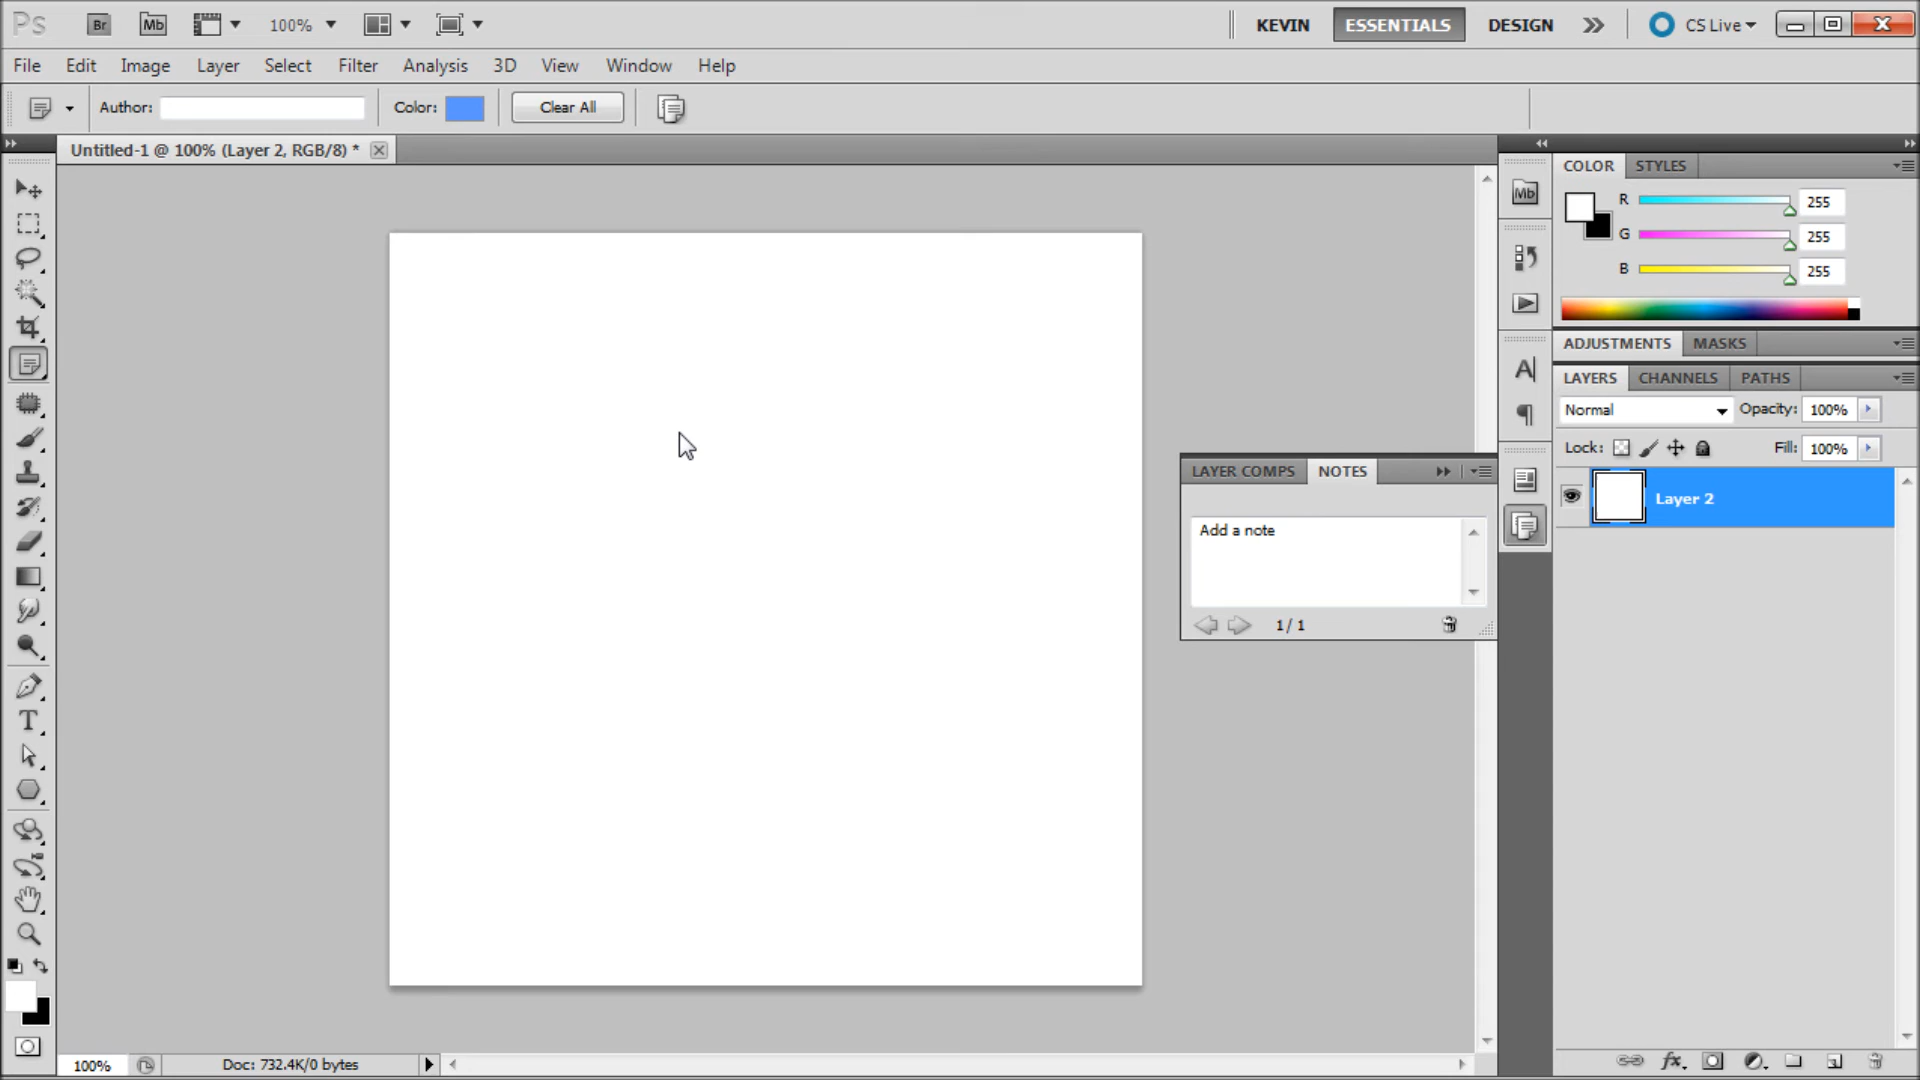 Ps Br Mb 100% KEVIN ESSENTIALS DESIGN CS Live
File Edit Image Layer Select Filter Analysis 3D View Window Help
Author: Color: Clear All
Untitled-1 @ 100% (Layer 2, RGB/8) *
COLOR STYLES
Mb
R 255
G 255
B 255
ADJUSTMENTS MASKS
LAYERS CHANNELS PATHS
Normal Opacity: 100%
Lock: Fill: 100%
LAYER COMPS NOTES
Layer 2
Add a note
1/ 1
T
100% Doc: 732.4K/0 bytes
fx